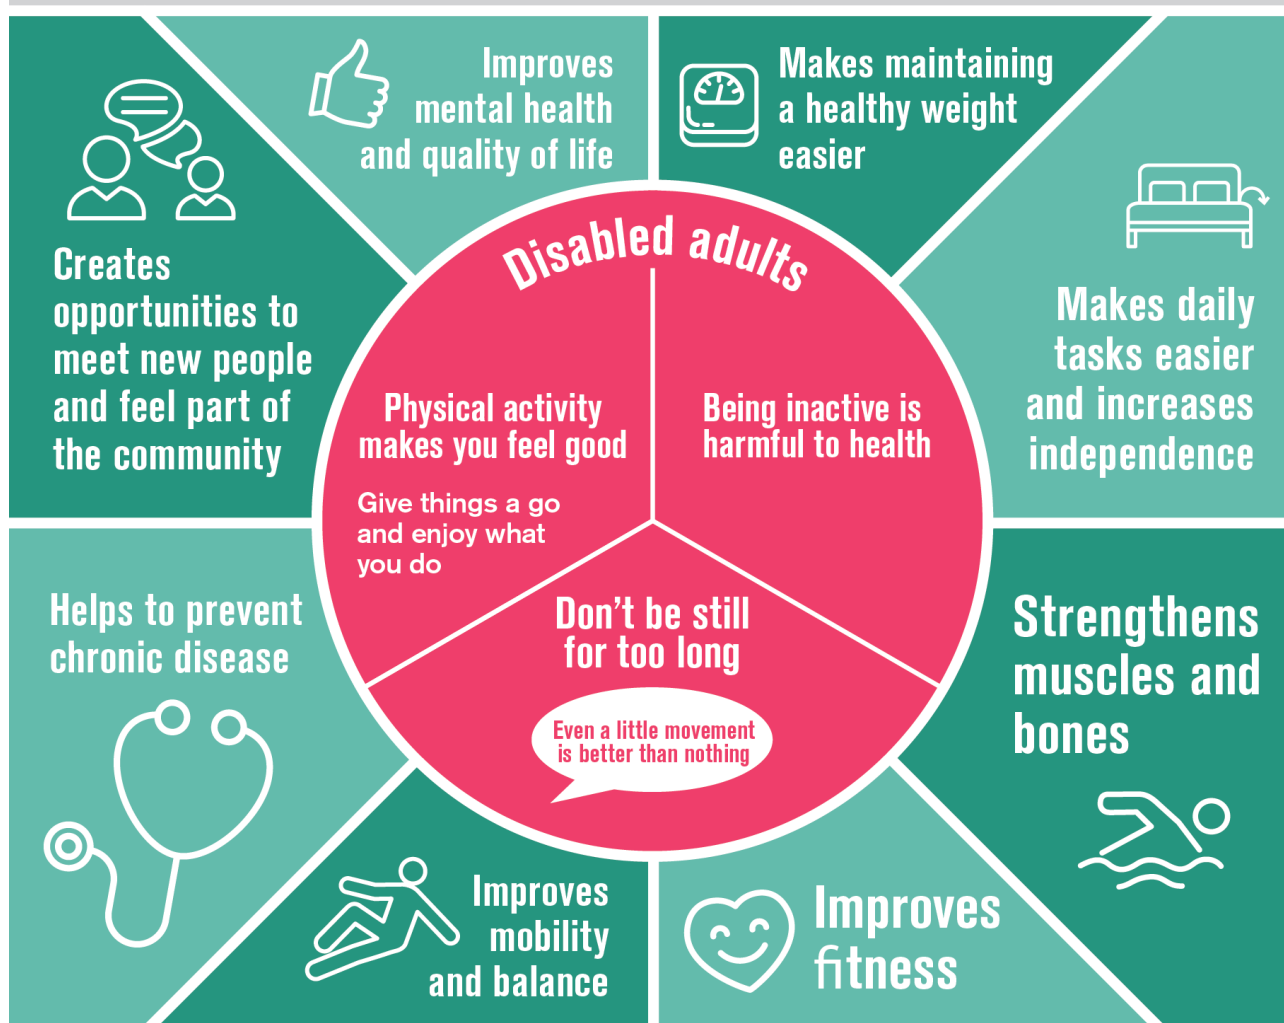 Improves
mental health
and quality of life
Makes maintaining
a healthy weight
easier
Creates
opportunities to
meet new people
and feel part of
the community
Makes daily
tasks easier
and increases
independence
Disabled adults
Physical activity
makes you feel good
Give things a go
and enjoy what
you do
Being inactive is
harmful to health
Don't be still
for too long
Even a little movement
is better than nothing
Helps to prevent
chronic disease
Strengthens
muscles and
bones
Improves
mobility
and balance
Improves
fitness